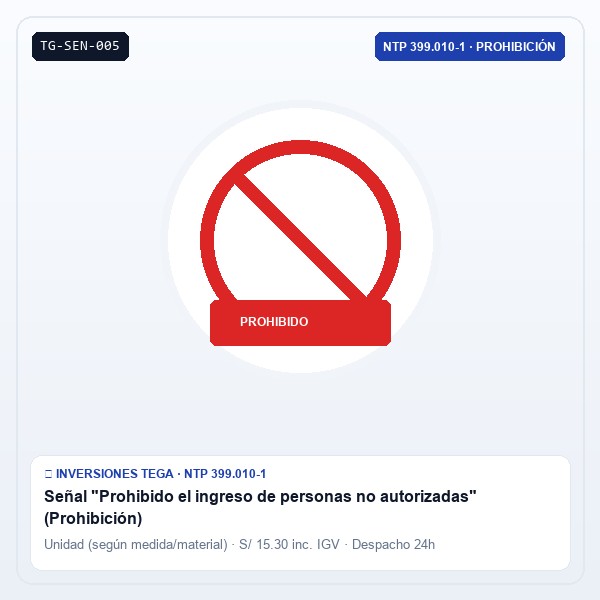 TG-SEN-005
NTP 399.010-1 · PROHIBICIÓN
PROHIBIDO
INVERSIONES TEGA · NTP 399.010-1
Señal "Prohibido el ingreso de personas no autorizadas"
(Prohibición)
Unidad (según medida/material) · S/ 15.30 inc. IGV · Despacho 24h